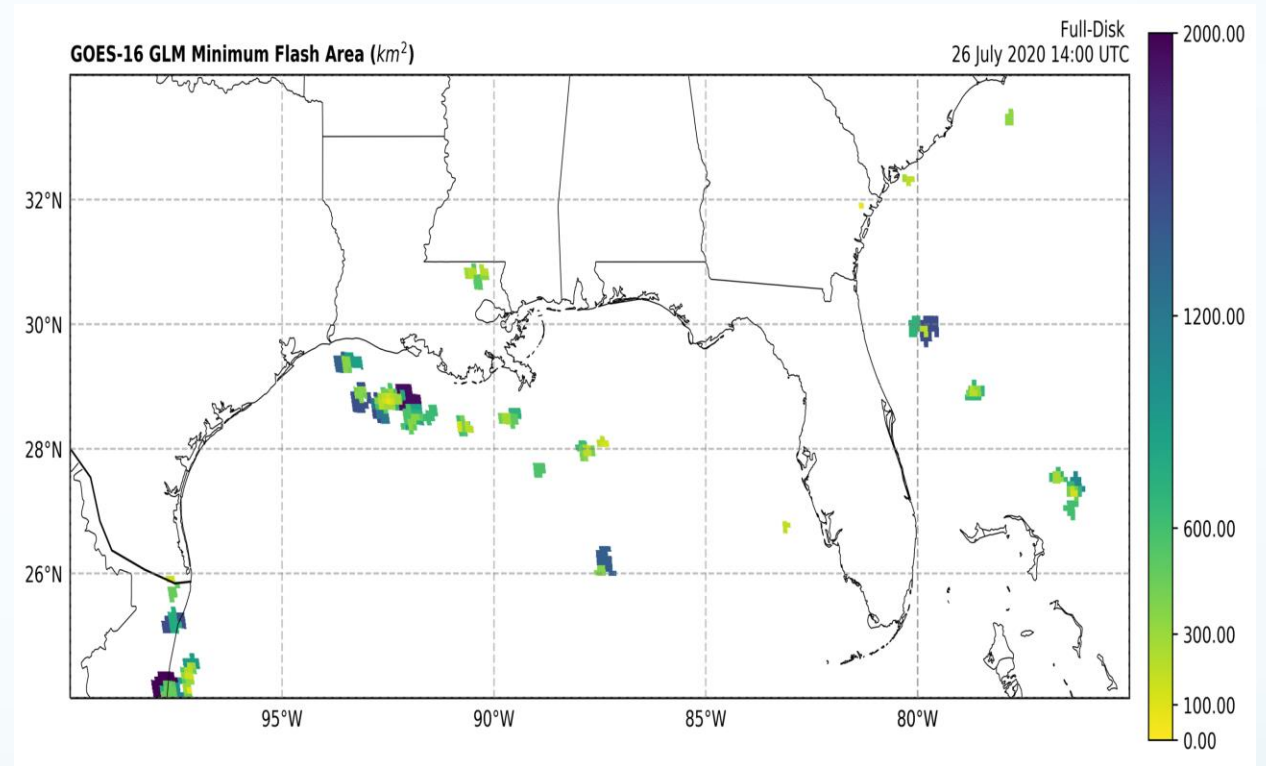 Full-Disk
GOES-16 GLM Minimum Flash Area (km²)
26 July 2020 14:00 UTC
2000.00
1200.00
600.00
300.00
100.00
0.00
32°N
30°N
28°N
26°N
95°W
90°W
85°W
80°W